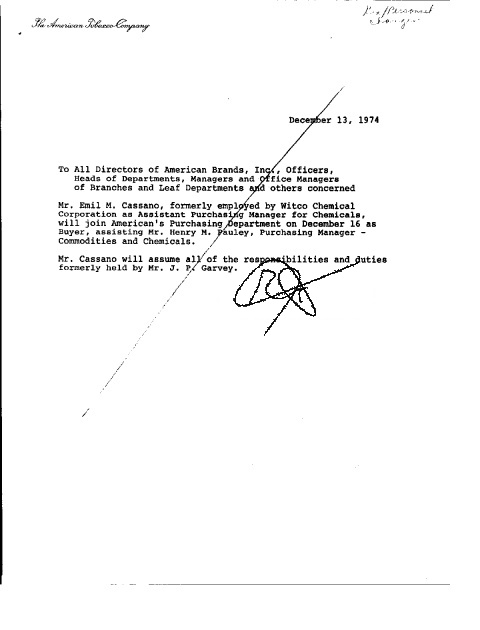 The American Tobacco Company
Personnel
December 13, 1974
To All Directors of American Brands, Inc., Officers,
Heads of Departments, Managers and Office Managers
of Branches and Leaf Departments and others concerned
Mr. Emil M. Cassano, formerly employed by Witco Chemical
Corporation as Assistant Purchasing Manager for Chemicals,
will join American's Purchasing Department on December 16 as
Buyer, assisting Mr. Henry M. Pauley, Purchasing Manager -
Commodities and Chemicals.
Mr. Cassano will assume all of the responsibilities and duties
formerly held by Mr. J. P. Garvey.